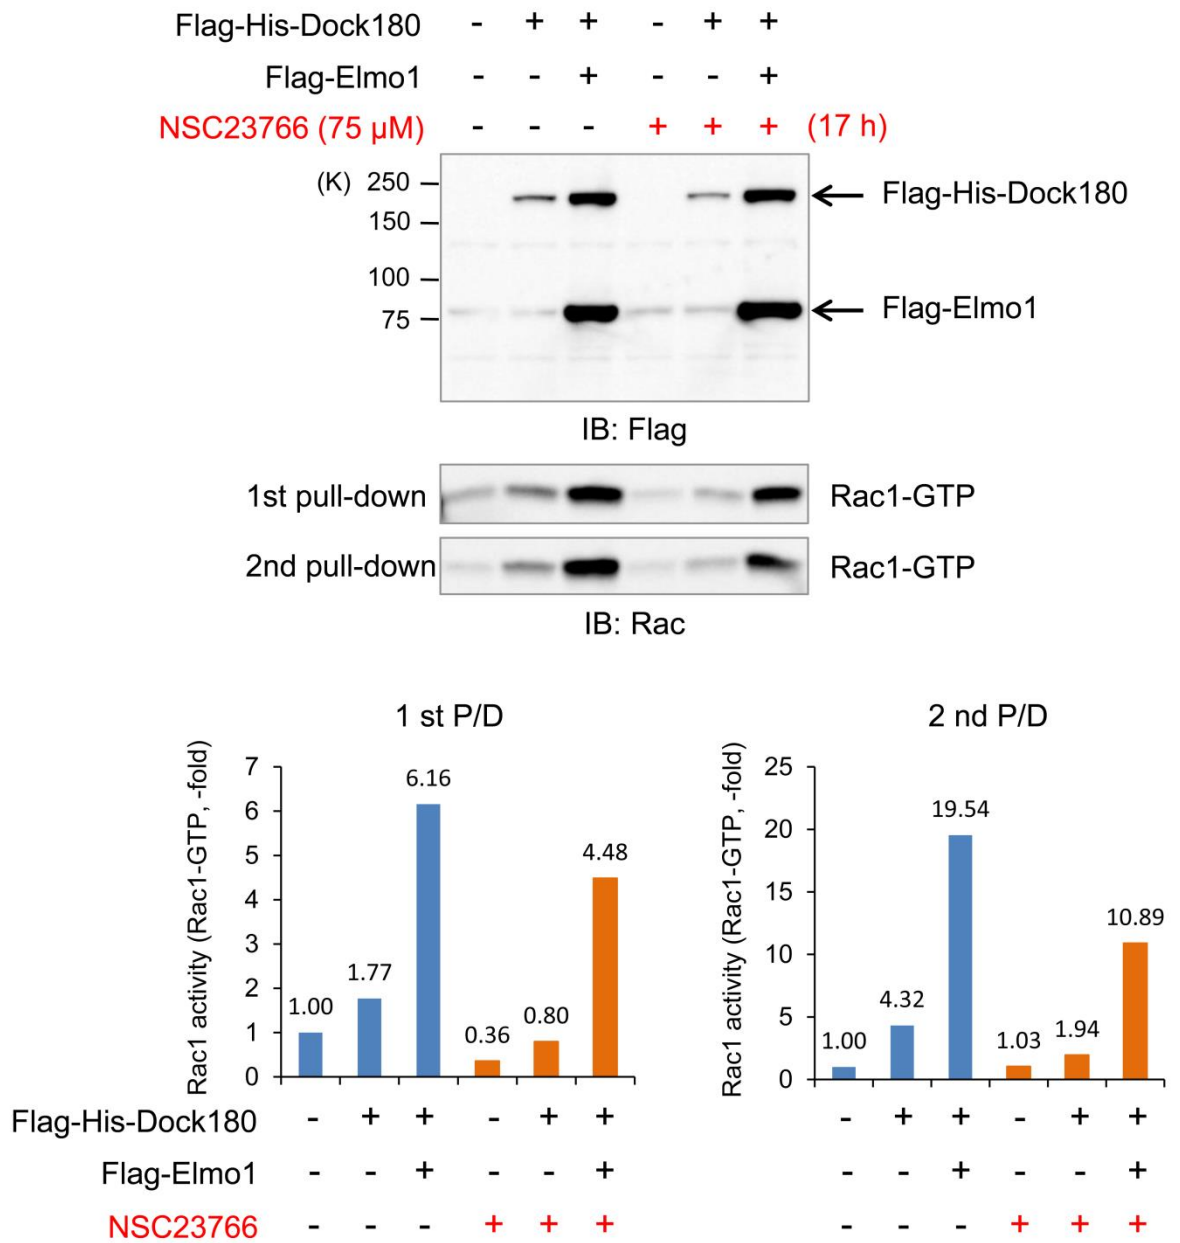 Flag-His-Dock180 - + + - + +
Flag-Elmo1 - - + - - +
NSC23766 (75 μM) - - - + + + (17 h)
(K) 250
Flag-His-Dock180
150
100
75
Flag-Elmo1
IB: Flag
1st pull-down Rac1-GTP
2nd pull-down Rac1-GTP
IB: Rac
1 st P/D
Rac1 activity (Rac1-GTP, -fold)
7
6
5
4
3
2
1
0
1.00
1.77
6.16
0.36
0.80
4.48
2 nd P/D
Rac1 activity (Rac1-GTP, -fold)
25
20
15
10
5
0
1.00
4.32
19.54
1.03
1.94
10.89
Flag-His-Dock180 - + + - + + - + + - + +
Flag-Elmo1 - - + - - + - - + - - +
NSC23766 - - - + + + - - - + + +